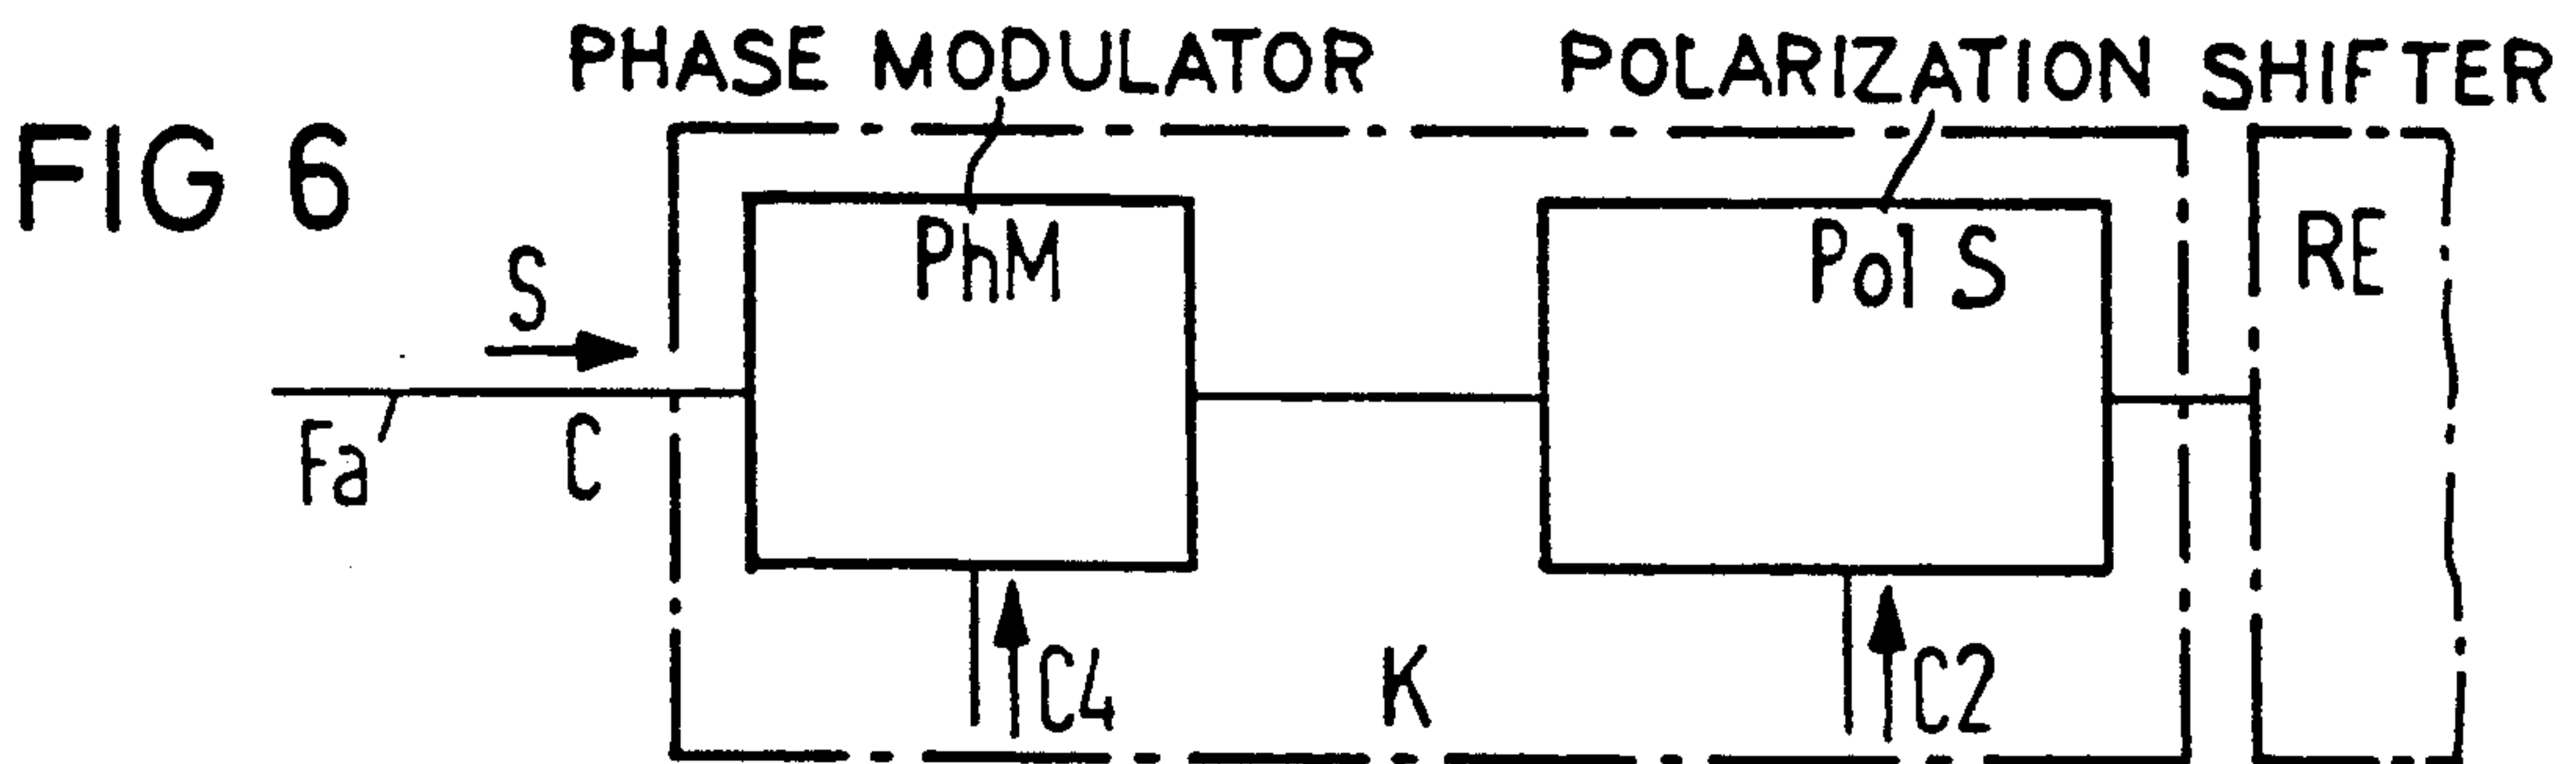 PHASE MODULATOR
POLARIZATION SHIFTER
FIG 6
PhM
Pol S
RE
S
Fa
C
C4
K
C2